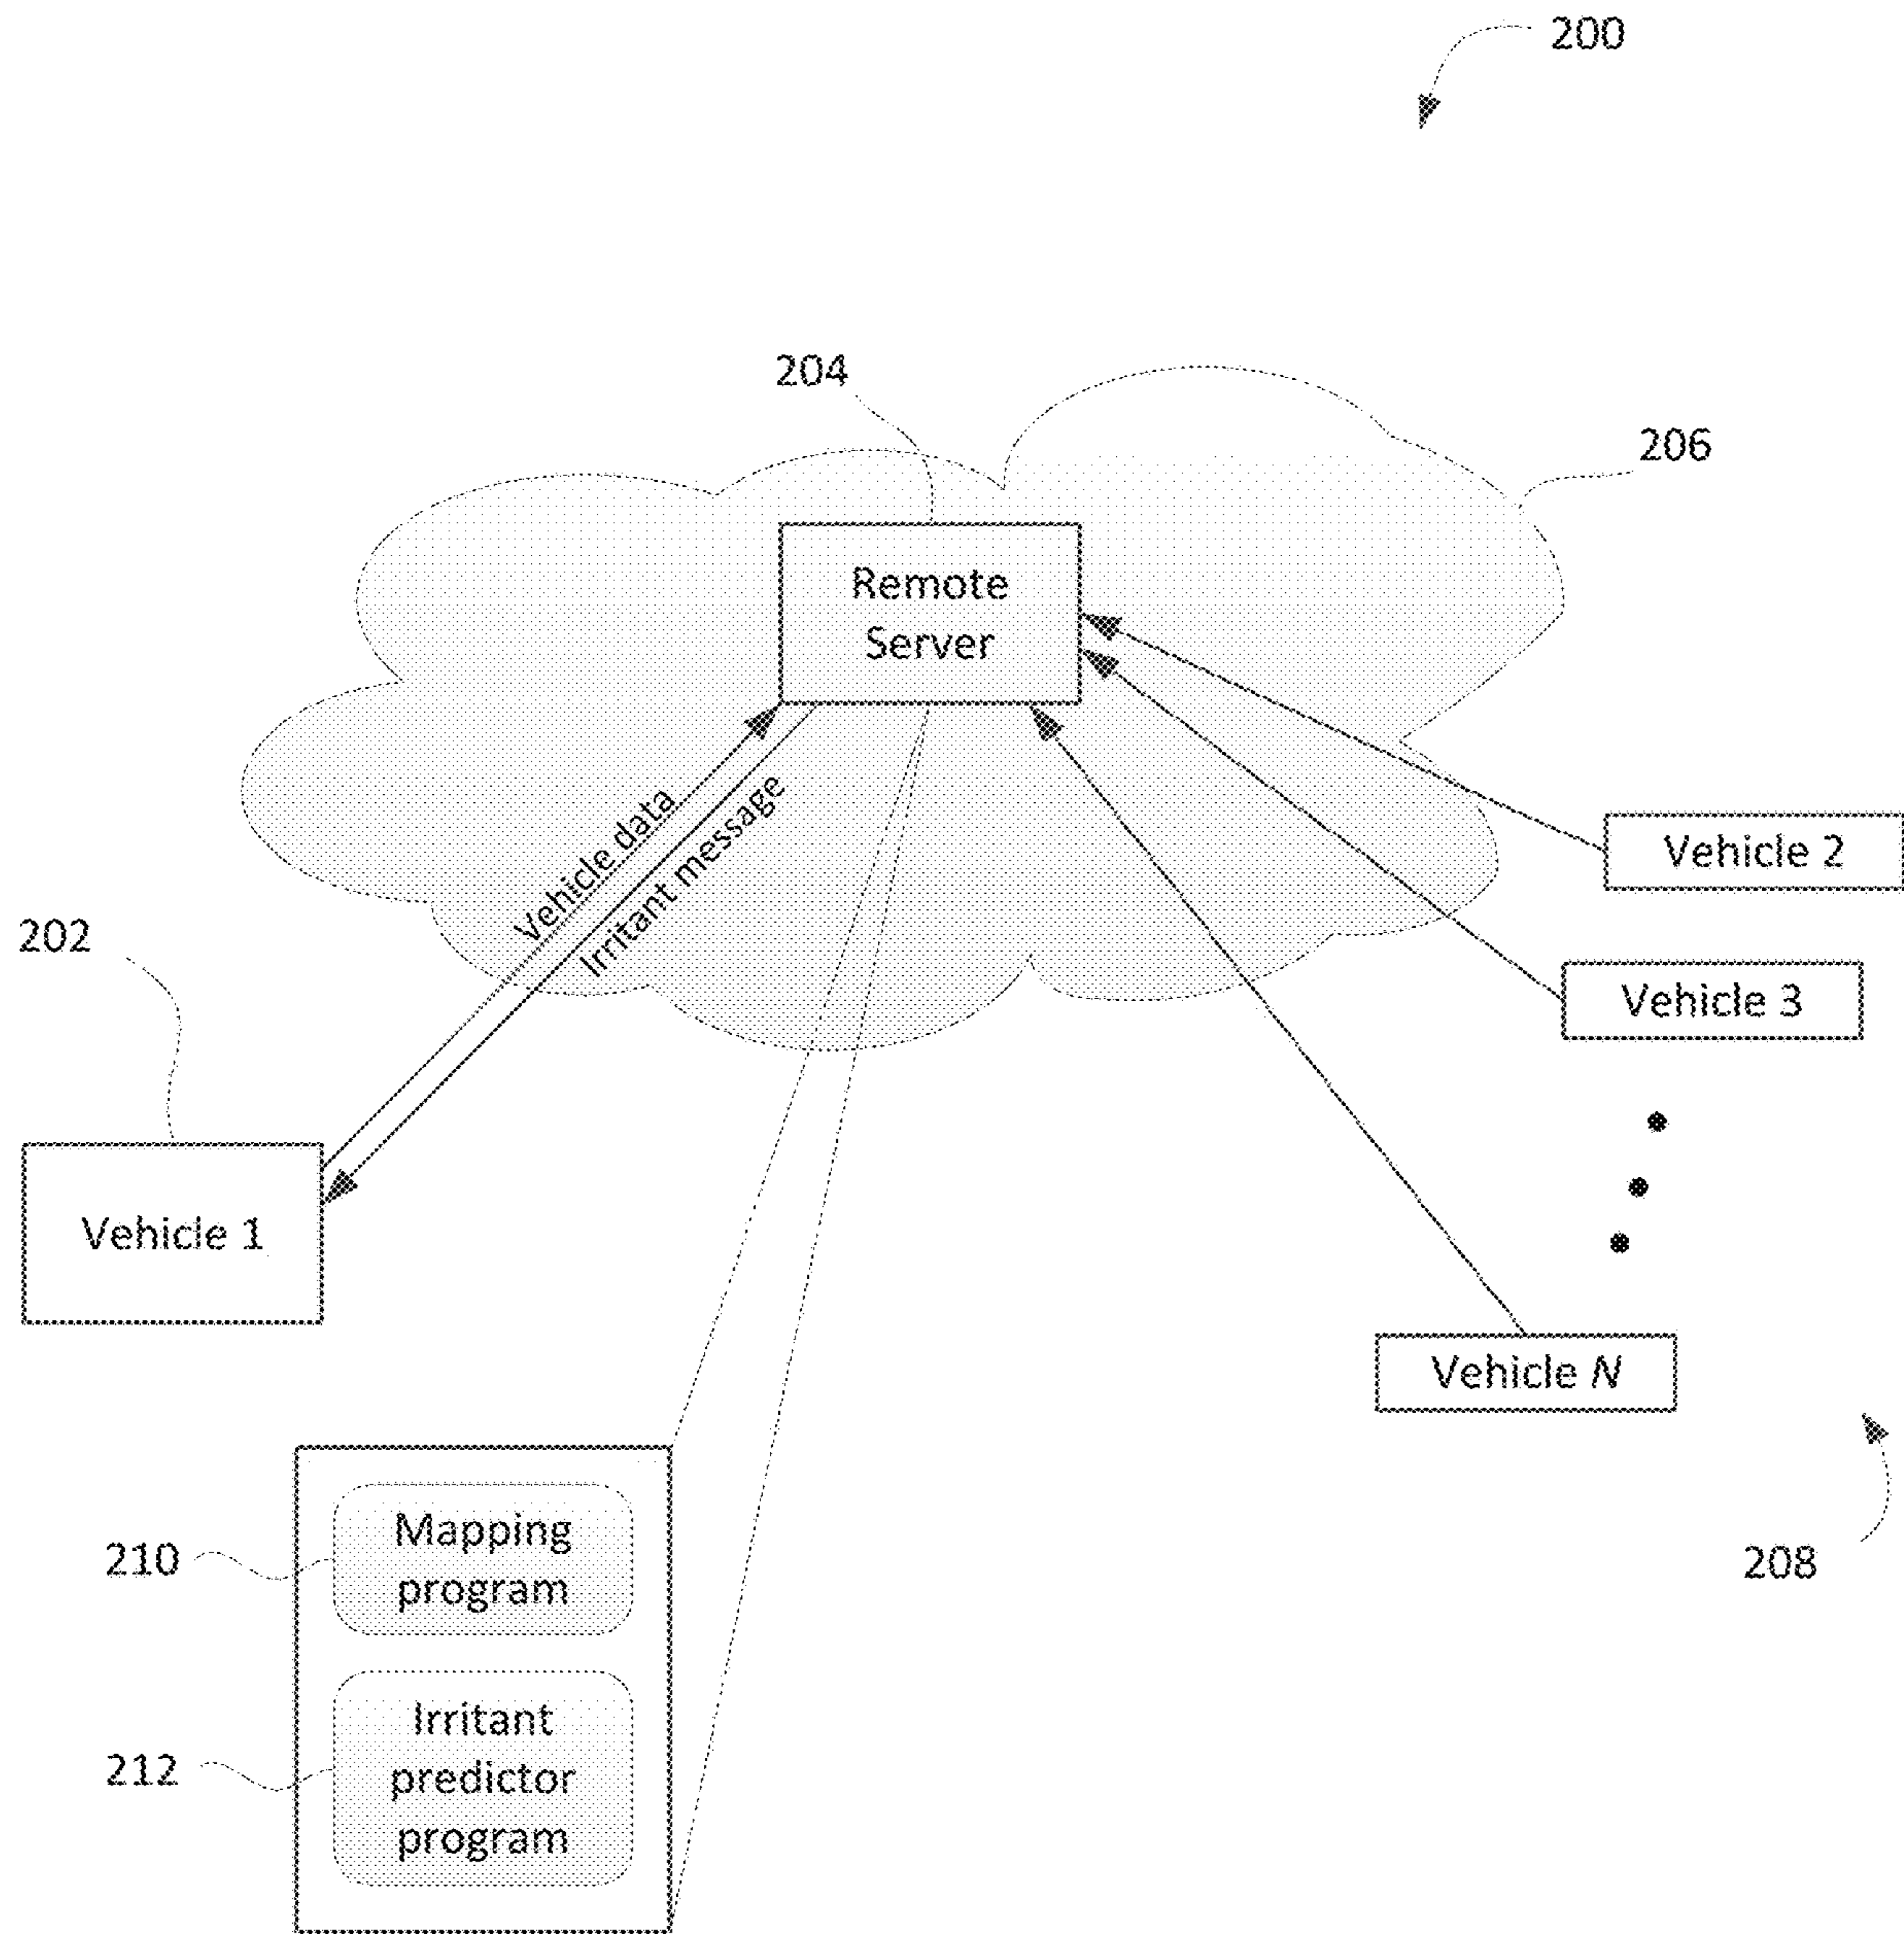 200
204
206
Remote
Server
Vehicle data
Irritant message
Vehicle 2
202
Vehicle 3
Vehicle 1
Vehicle N
210
Mapping
program
208
212
Irritant
predictor
program